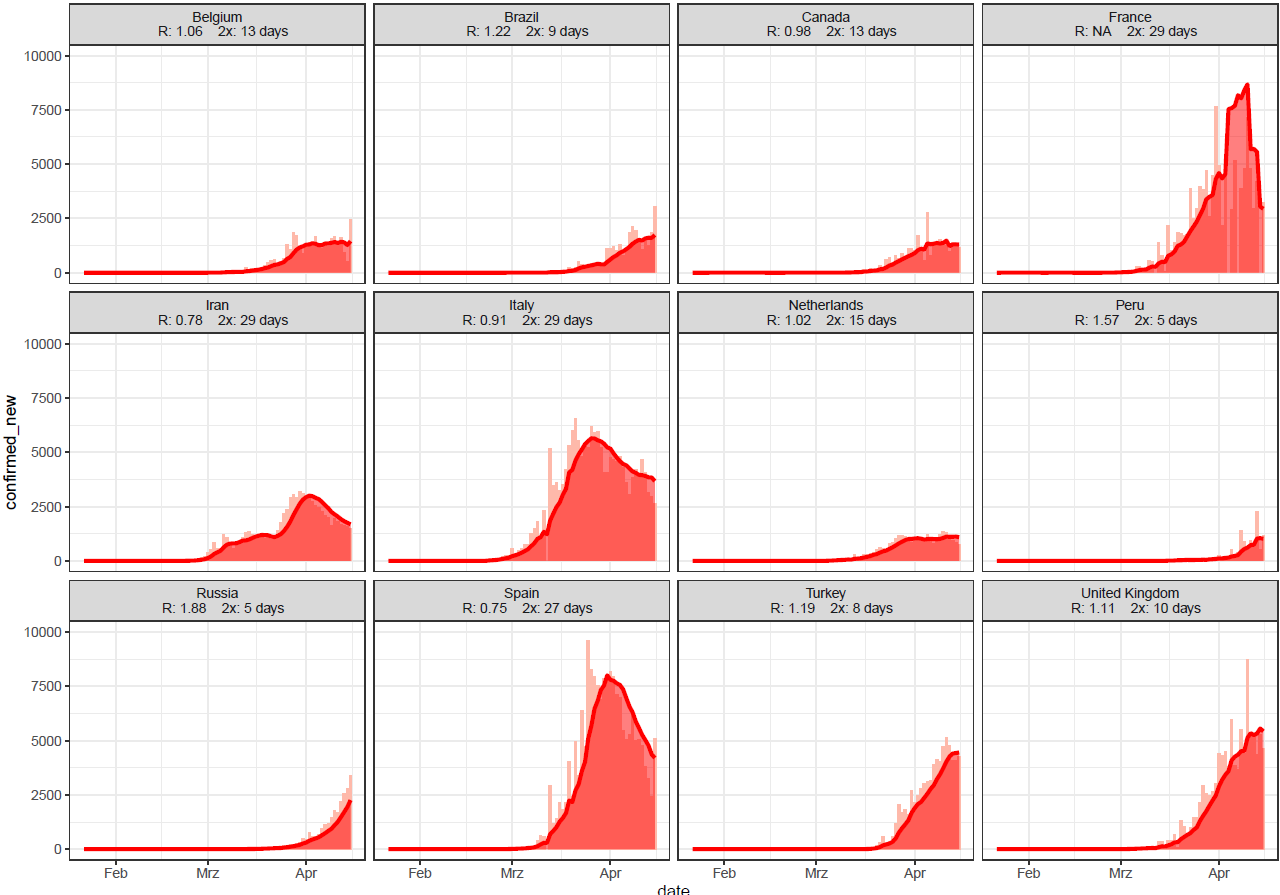 Belgium
R: 1.06 2x: 13 days
Brazil
R: 1.22 2x: 9 days
Canada
R: 0.98 2x: 13 days
France
R: NA 2x: 29 days
10000
7500
5000
2500
0
Iran
R: 0.78 2x: 29 days
Italy
R: 0.91 2x: 29 days
Netherlands
R: 1.02 2x: 15 days
Peru
R: 1.57 2x: 5 days
10000
7500
5000
2500
0
confirmed_new
Russia
R: 1.88 2x: 5 days
Spain
R: 0.75 2x: 27 days
Turkey
R: 1.19 2x: 8 days
United Kingdom
R: 1.11 2x: 10 days
10000
7500
5000
2500
0
Feb Mrz Apr
Feb Mrz Apr
Feb Mrz Apr
Feb Mrz Apr
date